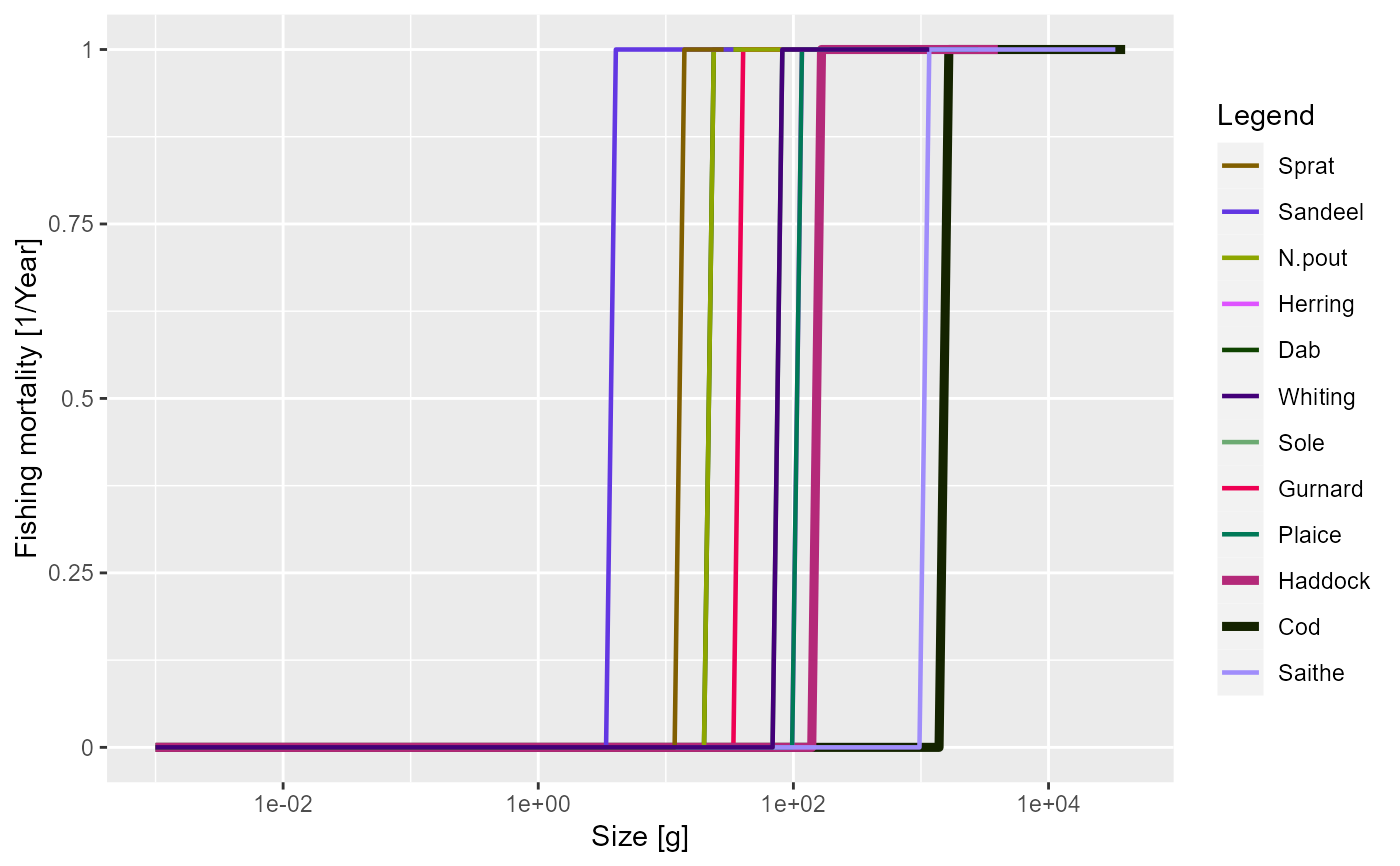 Fishing mortality [1/Year]
1
0.75
0.5
0.25
0
1e-02
1e+00
1e+02
1e+04
Size [g]
Legend
Sprat
Sandeel
N.pout
Herring
Dab
Whiting
Sole
Gurnard
Plaice
Haddock
Cod
Saithe